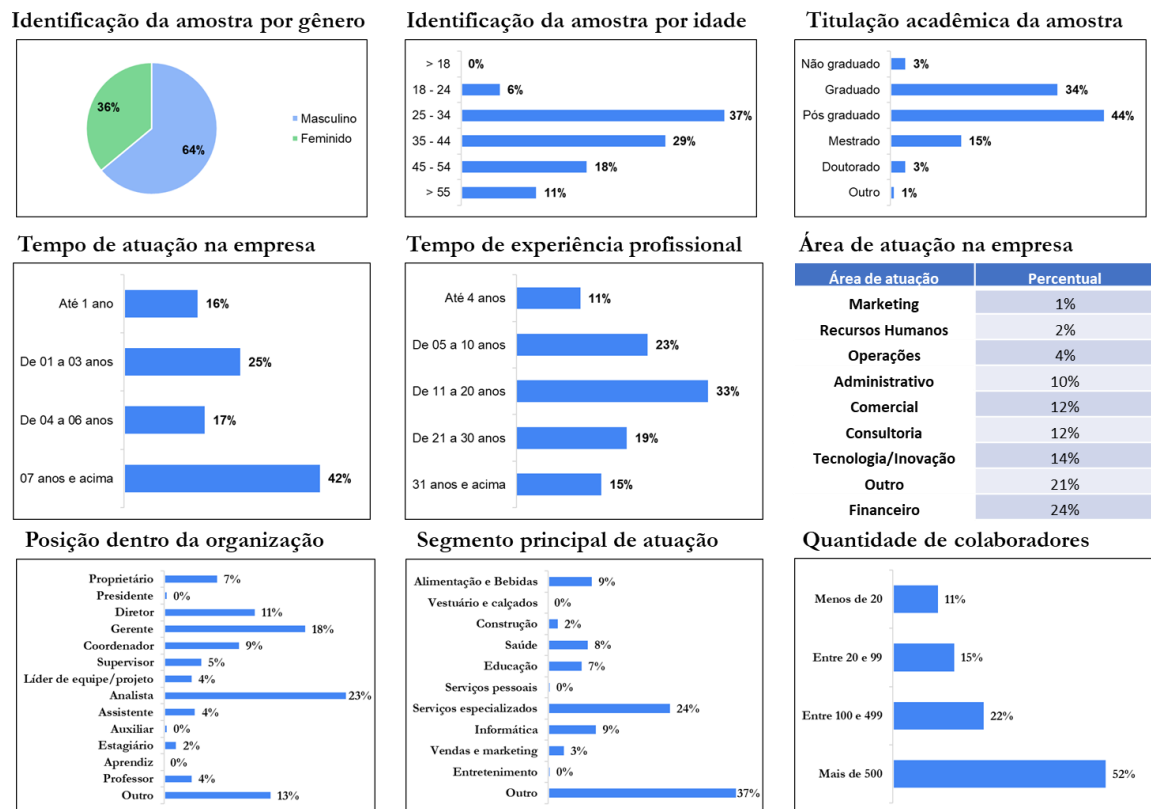 Identificação da amostra por gênero
36%
64%
Masculino
Feminido
Identificação da amostra por idade
> 18 0%
18 - 24 6%
25 - 34 37%
35 - 44 29%
45 - 54 18%
> 55 11%
Titulação acadêmica da amostra
Não graduado 3%
Graduado 34%
Pós graduado 44%
Mestrado 15%
Doutorado 3%
Outro 1%
Tempo de atuação na empresa
Até 1 ano 16%
De 01 a 03 anos 25%
De 04 a 06 anos 17%
07 anos e acima 42%
Tempo de experiência profissional
Até 4 anos 11%
De 05 a 10 anos 23%
De 11 a 20 anos 33%
De 21 a 30 anos 19%
31 anos e acima 15%
Área de atuação na empresa
Área de atuação Percentual
Marketing 1%
Recursos Humanos 2%
Operações 4%
Administrativo 10%
Comercial 12%
Consultoria 12%
Tecnologia/Inovação 14%
Outro 21%
Financeiro 24%
Posição dentro da organização
Proprietário 7%
Presidente 0%
Diretor 11%
Gerente 18%
Coordenador 9%
Supervisor 5%
Líder de equipe/projeto 4%
Analista 23%
Assistente 4%
Auxiliar 0%
Estagiário 2%
Aprendiz 0%
Professor 4%
Outro 13%
Segmento principal de atuação
Alimentação e Bebidas 9%
Vestuário e calçados 0%
Construção 2%
Saúde 8%
Educação 7%
Serviços pessoais 0%
Serviços especializados 24%
Informática 9%
Vendas e marketing 3%
Entretenimento 0%
Outro 37%
Quantidade de colaboradores
Menos de 20 11%
Entre 20 e 99 15%
Entre 100 e 499 22%
Mais de 500 52%